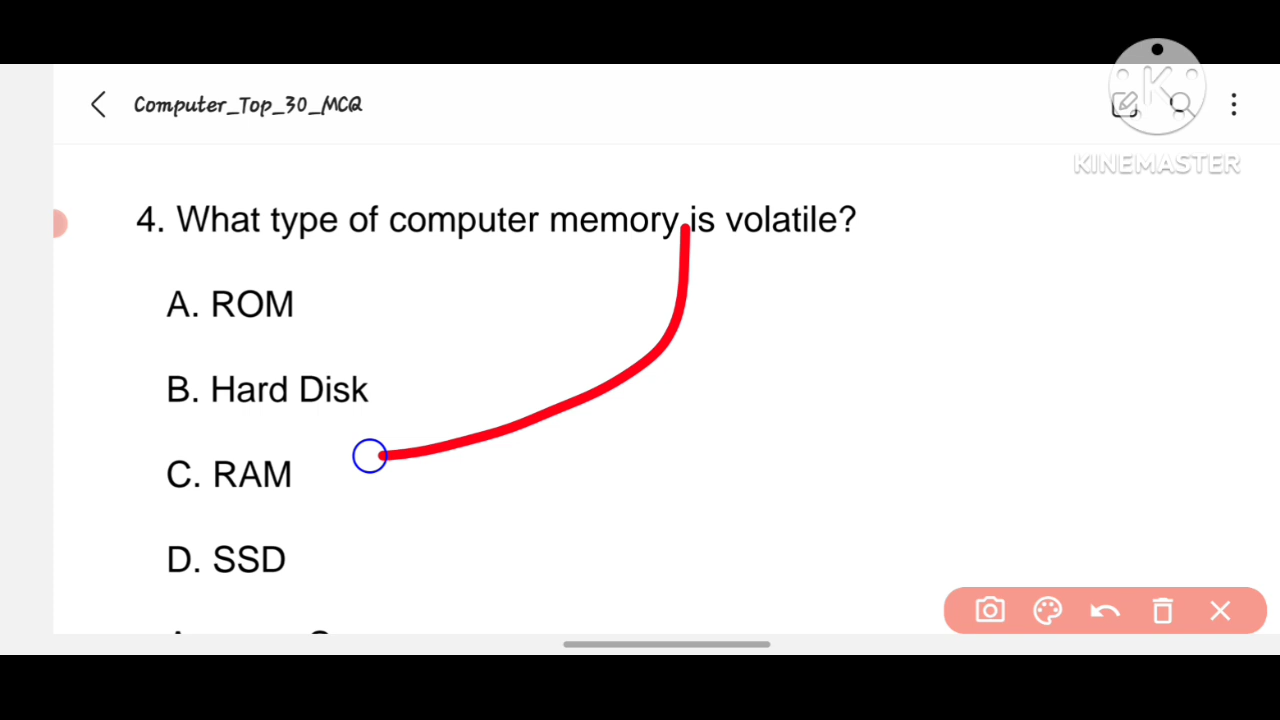 Computer_Top_30_MCQ
KINEMASTER
4. What type of computer memory is volatile?
A. ROM
B. Hard Disk
C. RAM
D. SSD